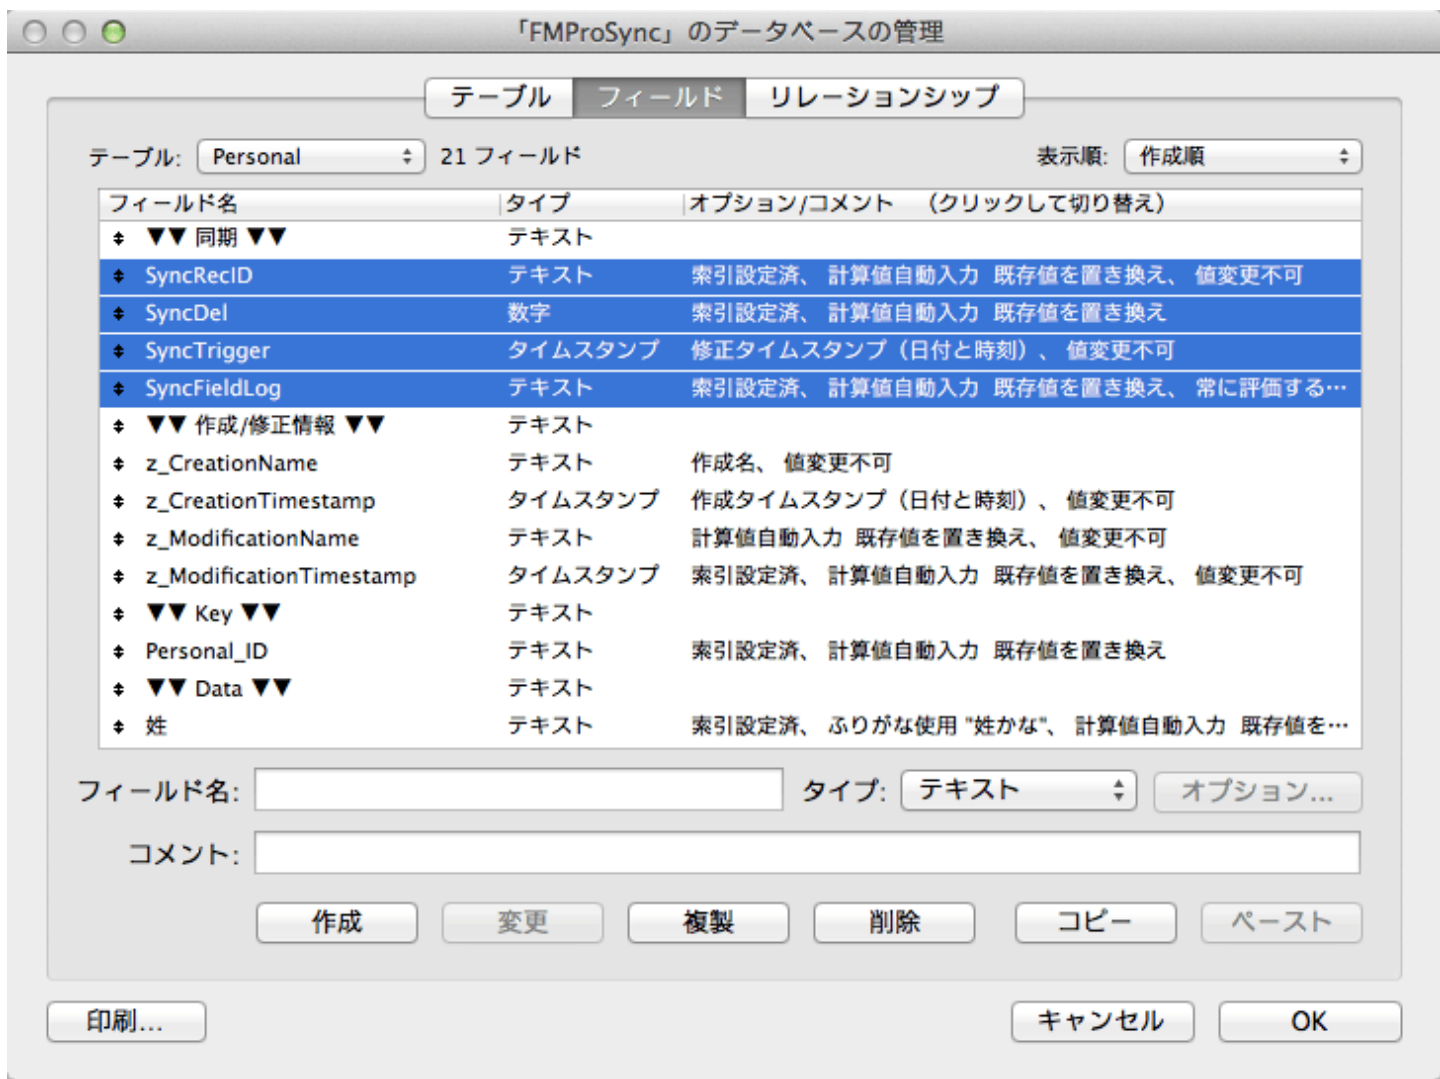 「FMProSync」のデータベースの管理
テーブル フィールド リレーションシップ
テーブル: Personal 21 フィールド 表示順: 作成順
フィールド名 タイプ オプション/コメント （クリックして切り替え）
▼▼ 同期 ▼▼ テキスト
SyncRecID テキスト 索引設定済、 計算値自動入力 既存値を置き換え、 値変更不可
SyncDel 数字 索引設定済、 計算値自動入力 既存値を置き換え
SyncTrigger タイムスタンプ 修正タイムスタンプ（日付と時刻）、 値変更不可
SyncFieldLog テキスト 索引設定済、 計算値自動入力 既存値を置き換え、 常に評価する…
▼▼ 作成/修正情報 ▼▼ テキスト
z_CreationName テキスト 作成名、 値変更不可
z_CreationTimestamp タイムスタンプ 作成タイムスタンプ（日付と時刻）、 値変更不可
z_ModificationName テキスト 計算値自動入力 既存値を置き換え、 値変更不可
z_ModificationTimestamp タイムスタンプ 索引設定済、 計算値自動入力 既存値を置き換え、 値変更不可
▼▼ Key ▼▼ テキスト
Personal_ID テキスト 索引設定済、 計算値自動入力 既存値を置き換え
▼▼ Data ▼▼ テキスト
姓 テキスト 索引設定済、 ふりがな使用 "姓かな"、 計算値自動入力 既存値を…
フィールド名: タイプ: テキスト オプション...
コメント:
作成 変更 複製 削除 コピー ペースト
印刷... キャンセル OK